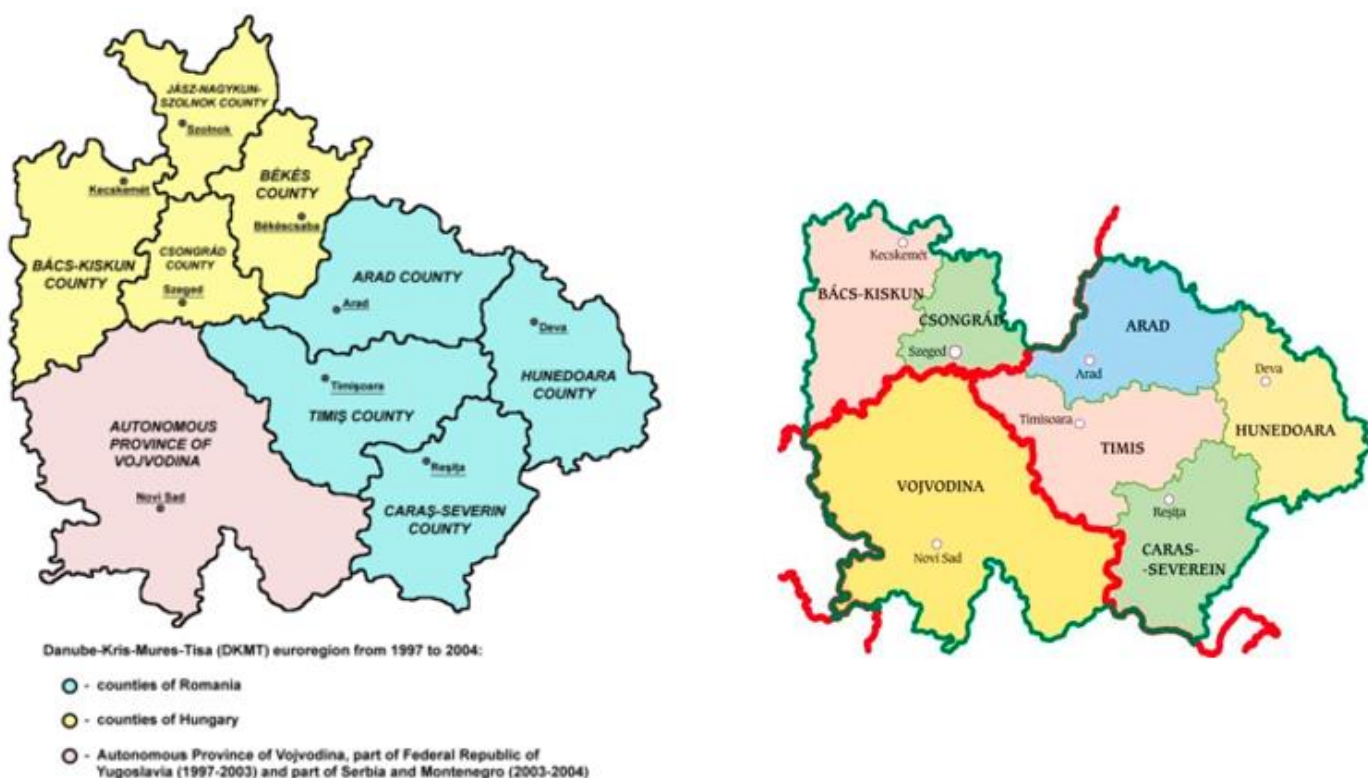 JÁSZ-NAGYKUN-
SZOLNOK COUNTY
Szolnok
Kecskemét
BÉKÉS
COUNTY
Békéscsaba
CSONGRÁD
COUNTY
BÁCS-KISKUN
COUNTY
Szeged
ARAD COUNTY
Arad
Deva
HUNEDOARA
COUNTY
Timişoara
TIMIŞ COUNTY
AUTONOMOUS
PROVINCE OF
VOJVODINA
Novi Sad
Reşiţa
CARAŞ-SEVERIN
COUNTY
Danube-Kris-Mures-Tisa (DKMT) euroregion from 1997 to 2004:
- counties of Romania
- counties of Hungary
- Autonomous Province of Vojvodina, part of Federal Republic of
Yugoslavia (1997-2003) and part of Serbia and Montenegro (2003-2004)
Kecskemét
BÁCS-KISKUN
CSONGRÁD
Szeged
ARAD
Arad
Deva
HUNEDOARA
Timisoara
TIMIS
VOJVODINA
Novi Sad
Reşiţa
CARAS-
-SEVEREIN